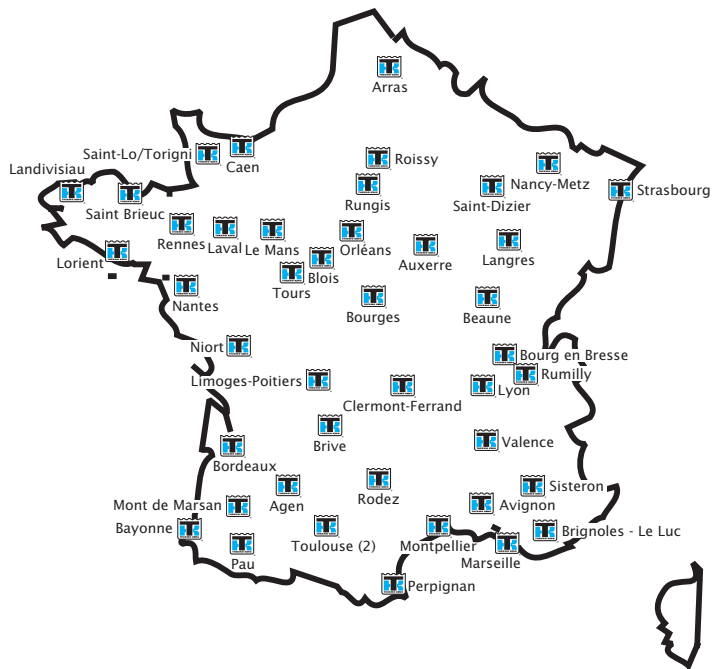 Arras
Saint-Lo/Torigni
Caen
Roissy
Landivisiau
Nancy-Metz
Rungis
Saint-Dizier
Strasbourg
Saint Brieuc
Rennes
Laval
Le Mans
Orléans
Auxerre
Langres
Lorient
Blois
Tours
Nantes
Bourges
Beaune
Niort
Bourg en Bresse
Rumilly
Limoges-Poitiers
Clermont-Ferrand
Lyon
Brive
Valence
Bordeaux
Rodez
Sisteron
Mont de Marsan
Agen
Avignon
Bayonne
Toulouse (2)
Montpellier
Brignoles - Le Luc
Pau
Marseille
Perpignan